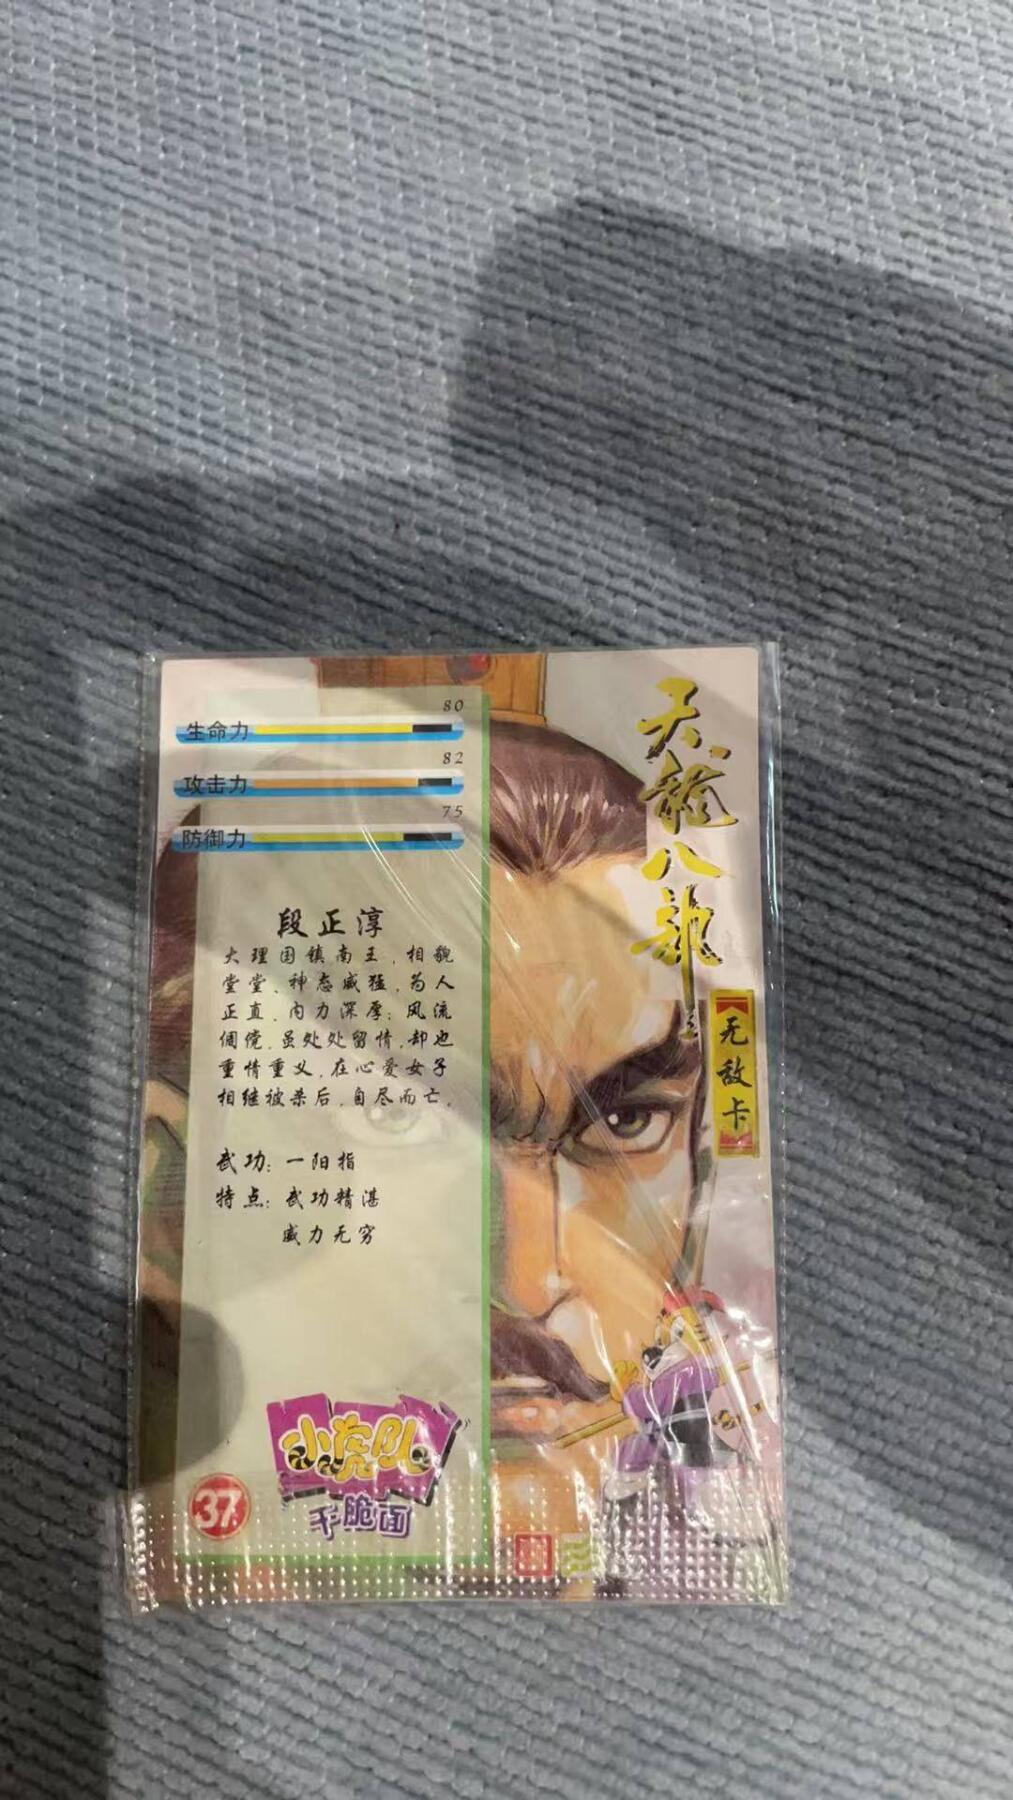 80
生命力
82
攻击力
75
防御力
段正淳
大理国镇南王，相貌
堂堂、神态威猛，为人
正直，内力深厚；风流
倜傥，虽处处留情，却也
重情重义，在心爱女子
相继被杀后，自尽而亡。
武功：一阳指
特点：武功精湛
威力无穷
小虎队
干脆面
37
天龍八部
无敌卡